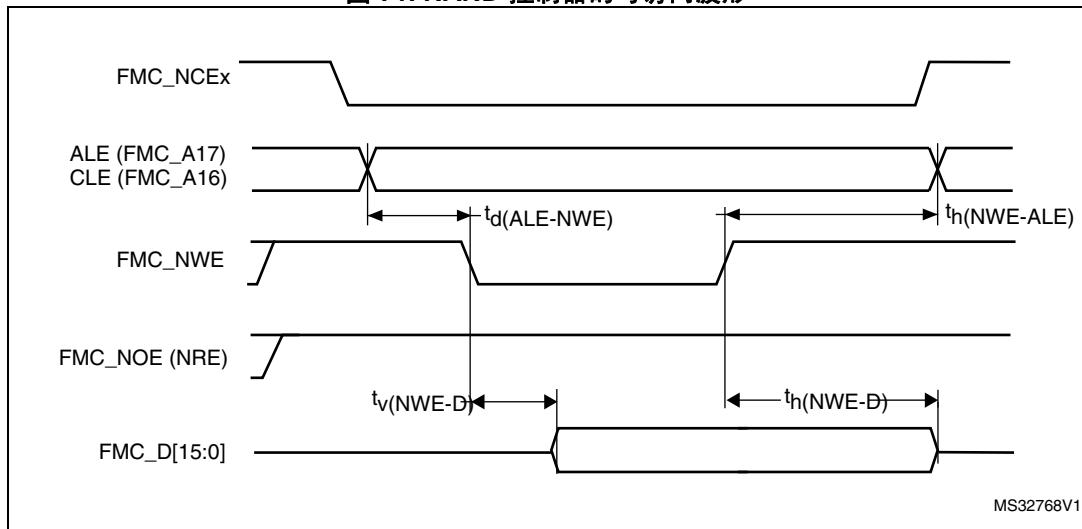 FMC_NCEx
ALE (FMC_A17)
CLE (FMC_A16)
td(ALE-NWE)
th(NWE-ALE)
FMC_NWE
FMC_NOE (NRE)
tv(NWE-D)
th(NWE-D)
FMC_D[15:0]
MS32768V1